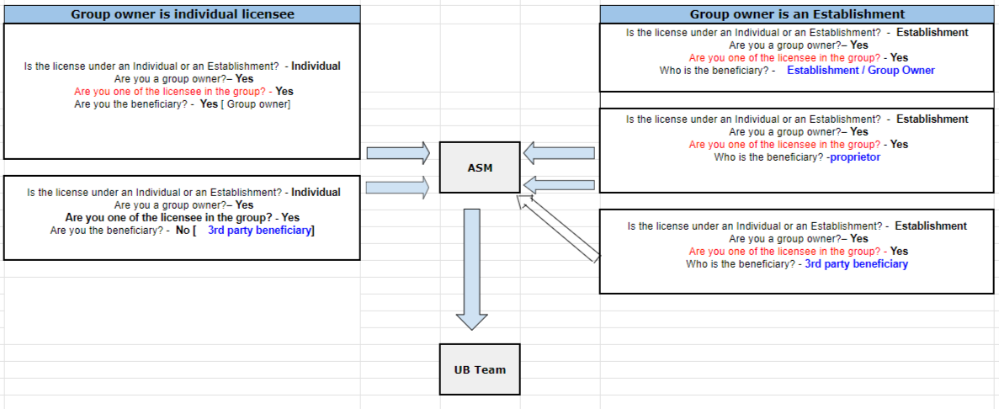 Group owner is individual licensee
Is the license under an Individual or an Establishment? - Individual
Are you a group owner?– Yes
Are you one of the licensee in the group? - Yes
Are you the beneficiary? - Yes [ Group owner]
Is the license under an Individual or an Establishment? - Individual
Are you a group owner?– Yes
Are you one of the licensee in the group? - Yes
Are you the beneficiary? - No [ 3rd party beneficiary]
ASM
UB Team
Group owner is an Establishment
Is the license under an Individual or an Establishment? - Establishment
Are you a group owner?– Yes
Are you one of the licensee in the group? - Yes
Who is the beneficiary? - Establishment / Group Owner
Is the license under an Individual or an Establishment? - Establishment
Are you a group owner?– Yes
Are you one of the licensee in the group? - Yes
Who is the beneficiary? -proprietor
Is the license under an Individual or an Establishment? - Establishment
Are you a group owner?– Yes
Are you one of the licensee in the group? - Yes
Who is the beneficiary? - 3rd party beneficiary